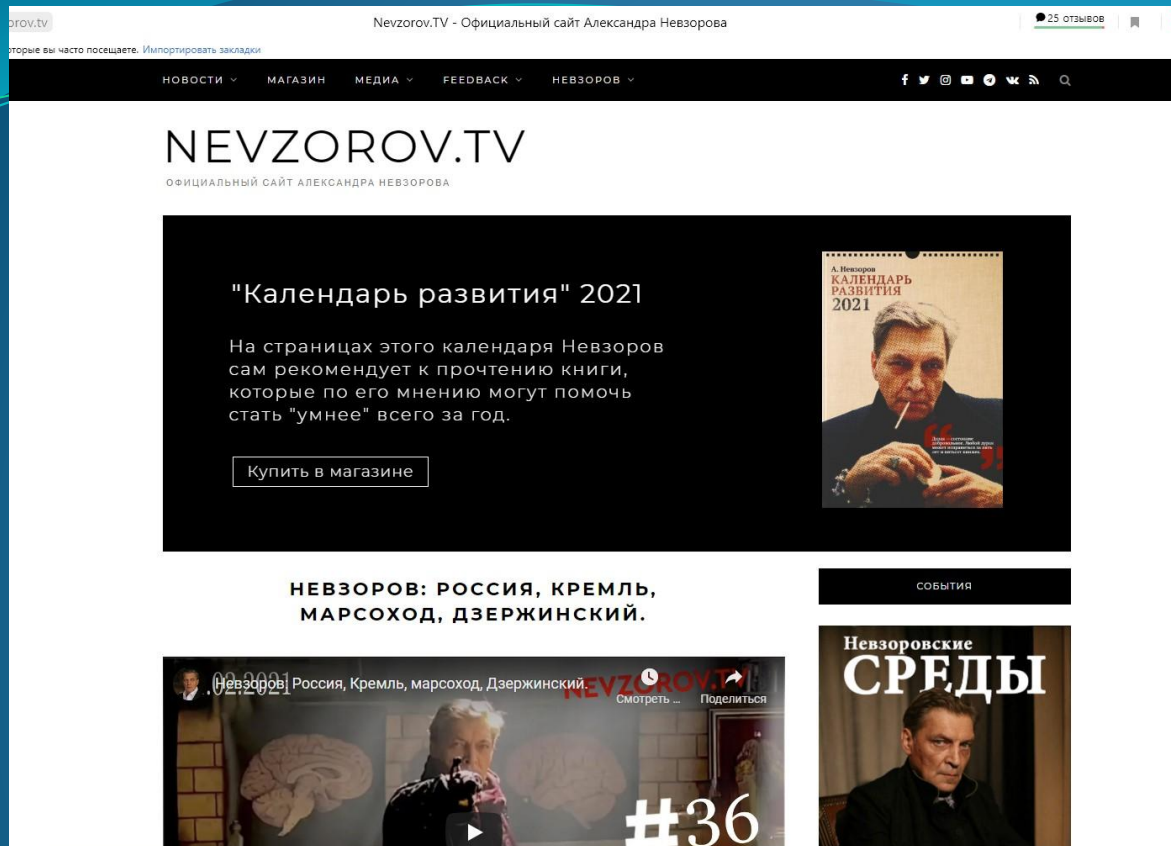 orov.tv
Nevzorov.TV - Официальный сайт Александра Невзорова
25 отзывов
оторые вы часто посещаете. Импортировать закладки
НОВОСТИ
МАГАЗИН
МЕДИА
FEEDBACK
НЕВЗОРОВ
NEVZOROV.TV
ОФИЦИАЛЬНЫЙ САЙТ АЛЕКСАНДРА НЕВЗОРОВА
"Календарь развития" 2021
На страницах этого календаря Невзоров
сам рекомендует к прочтению книги,
которые по его мнению могут помочь
стать "умнее" всего за год.
Купить в магазине
А. Невзоров
КАЛЕНДАРЬ
РАЗВИТИЯ
2021
НЕВЗОРОВ: РОССИЯ, КРЕМЛЬ,
МАРСОХОД, ДЗЕРЖИНСКИЙ.
СОБЫТИЯ
.02.2021
Невзоров: Россия, Кремль, марсоход, Дзержинский.
NEVZOROV.TV
Смотреть ...
Поделиться
#36
Невзоровские
СРЕДЫ